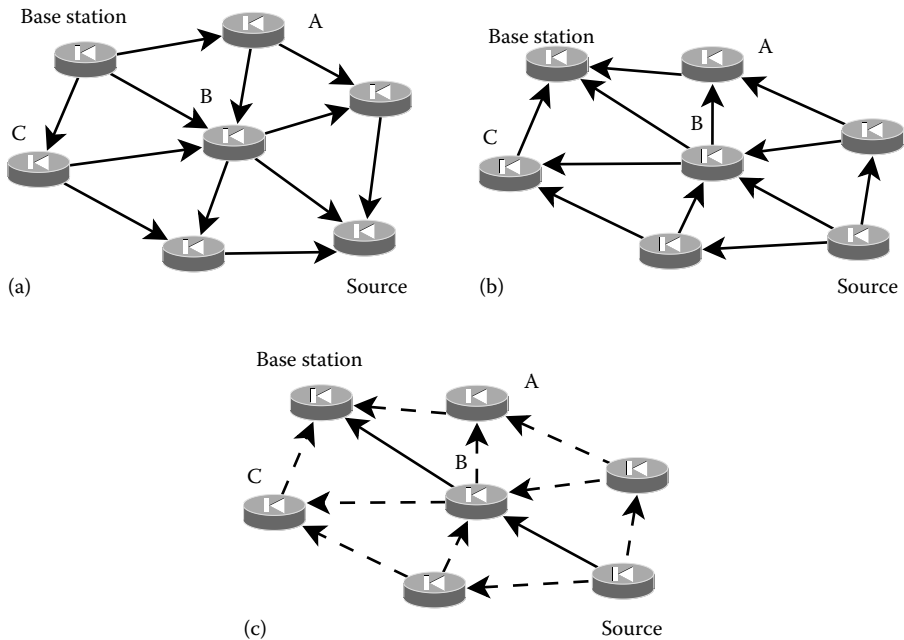 Base station
A
B
C
(a)
Source
Base station
A
B
C
(b)
Source
Base station
A
B
C
(c)
Source